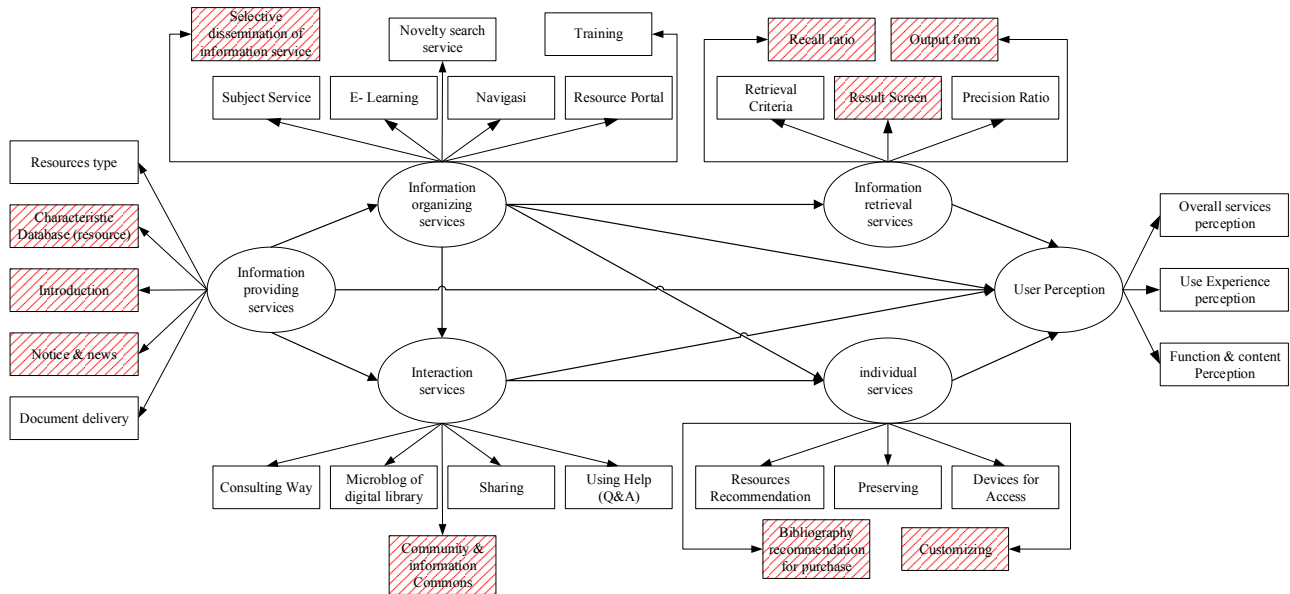 Selective
dissemination of
information service
Novelty search
service
Training
Recall ratio
Output form
Subject Service
E- Learning
Navigasi
Resource Portal
Retrieval
Criteria
Result Screen
Precision Ratio
Resources type
Characteristic
Database (resource)
Introduction
Notice & news
Document delivery
Information
organizing
services
Information
retrieval
services
Information
providing
services
User Perception
Overall services
perception
Use Experience
perception
Function & content
Perception
Interaction
services
individual
services
Consulting Way
Microblog of
digital library
Sharing
Using Help
(Q&A)
Resources
Recommendation
Preserving
Devices for
Access
Community &
information
Commons
Bibliography
recommendation
for purchase
Customizing